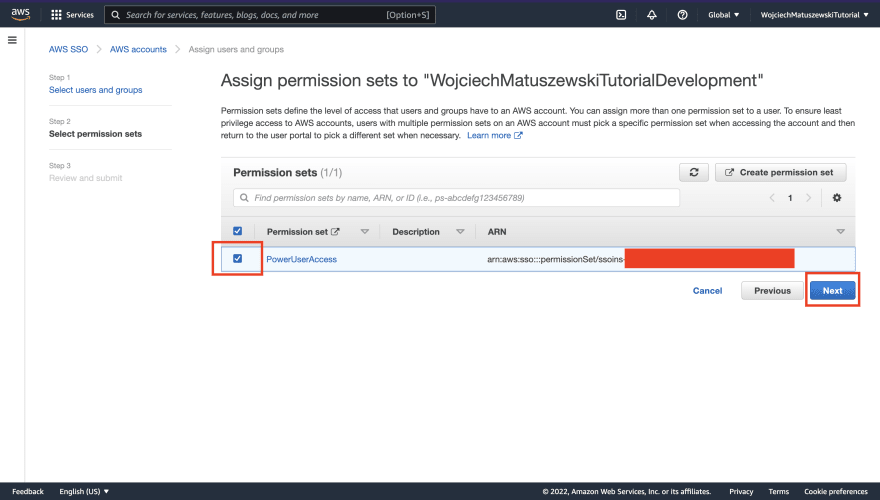 aws
Services
Search for services, features, blogs, docs, and more
[Option+S]
Global
WojciechMatuszewskiTutorial
AWS SSO > AWS accounts > Assign users and groups
Step 1
Select users and groups
Step 2
Select permission sets
Step 3
Review and submit
Assign permission sets to "WojciechMatuszewskiTutorialDevelopment"
Permission sets define the level of access that users and groups have to an AWS account. You can assign more than one permission set to a user. To ensure least
privilege access to AWS accounts, users with multiple permission sets on an AWS account must pick a specific permission set when accessing the account and then
return to the user portal to pick a different set when necessary. Learn more
Permission sets (1/1)
Create permission set
Find permission sets by name, ARN, or ID (i.e., ps-abcdefg123456789)
< 1 >
Permission set
Description
ARN
PowerUserAccess
arn:aws:sso:::permissionSet/ssoins-
Cancel
Previous
Next
Feedback
English (US)
© 2022, Amazon Web Services, Inc. or its affiliates.
Privacy
Terms
Cookie preferences